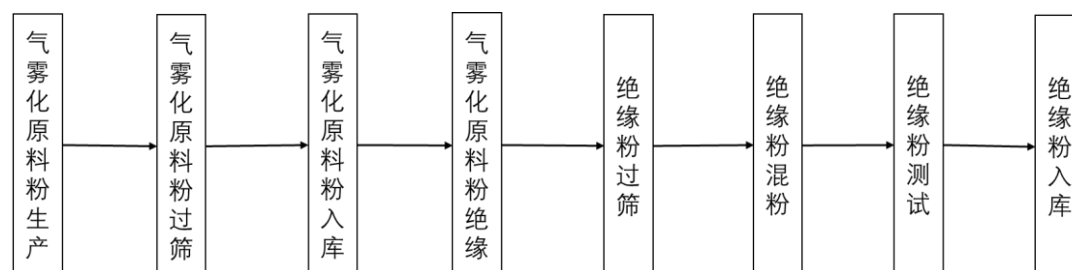 气雾化原料粉生产
气雾化原料粉过筛
气雾化原料粉入库
气雾化原料粉绝缘
绝缘粉过筛
绝缘粉混粉
绝缘粉测试
绝缘粉入库